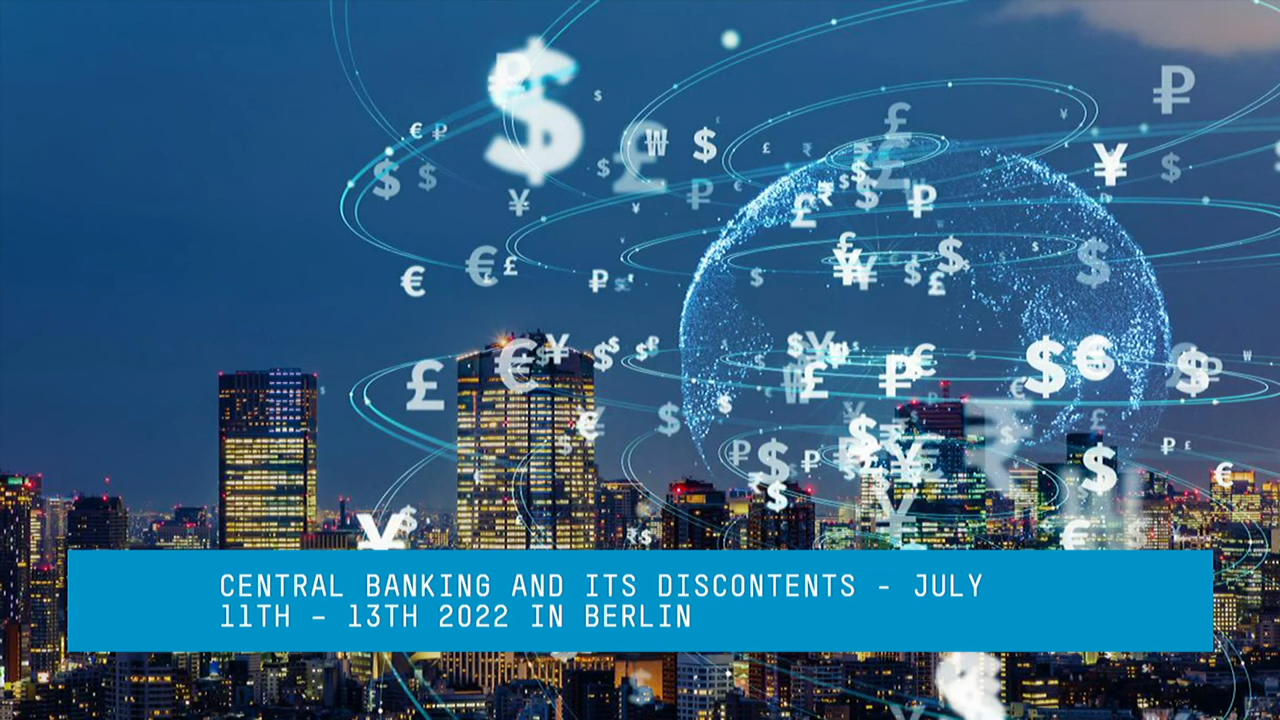 CENTRAL BANKING AND ITS DISCONTENTS - JULY
11TH – 13TH 2022 IN BERLIN